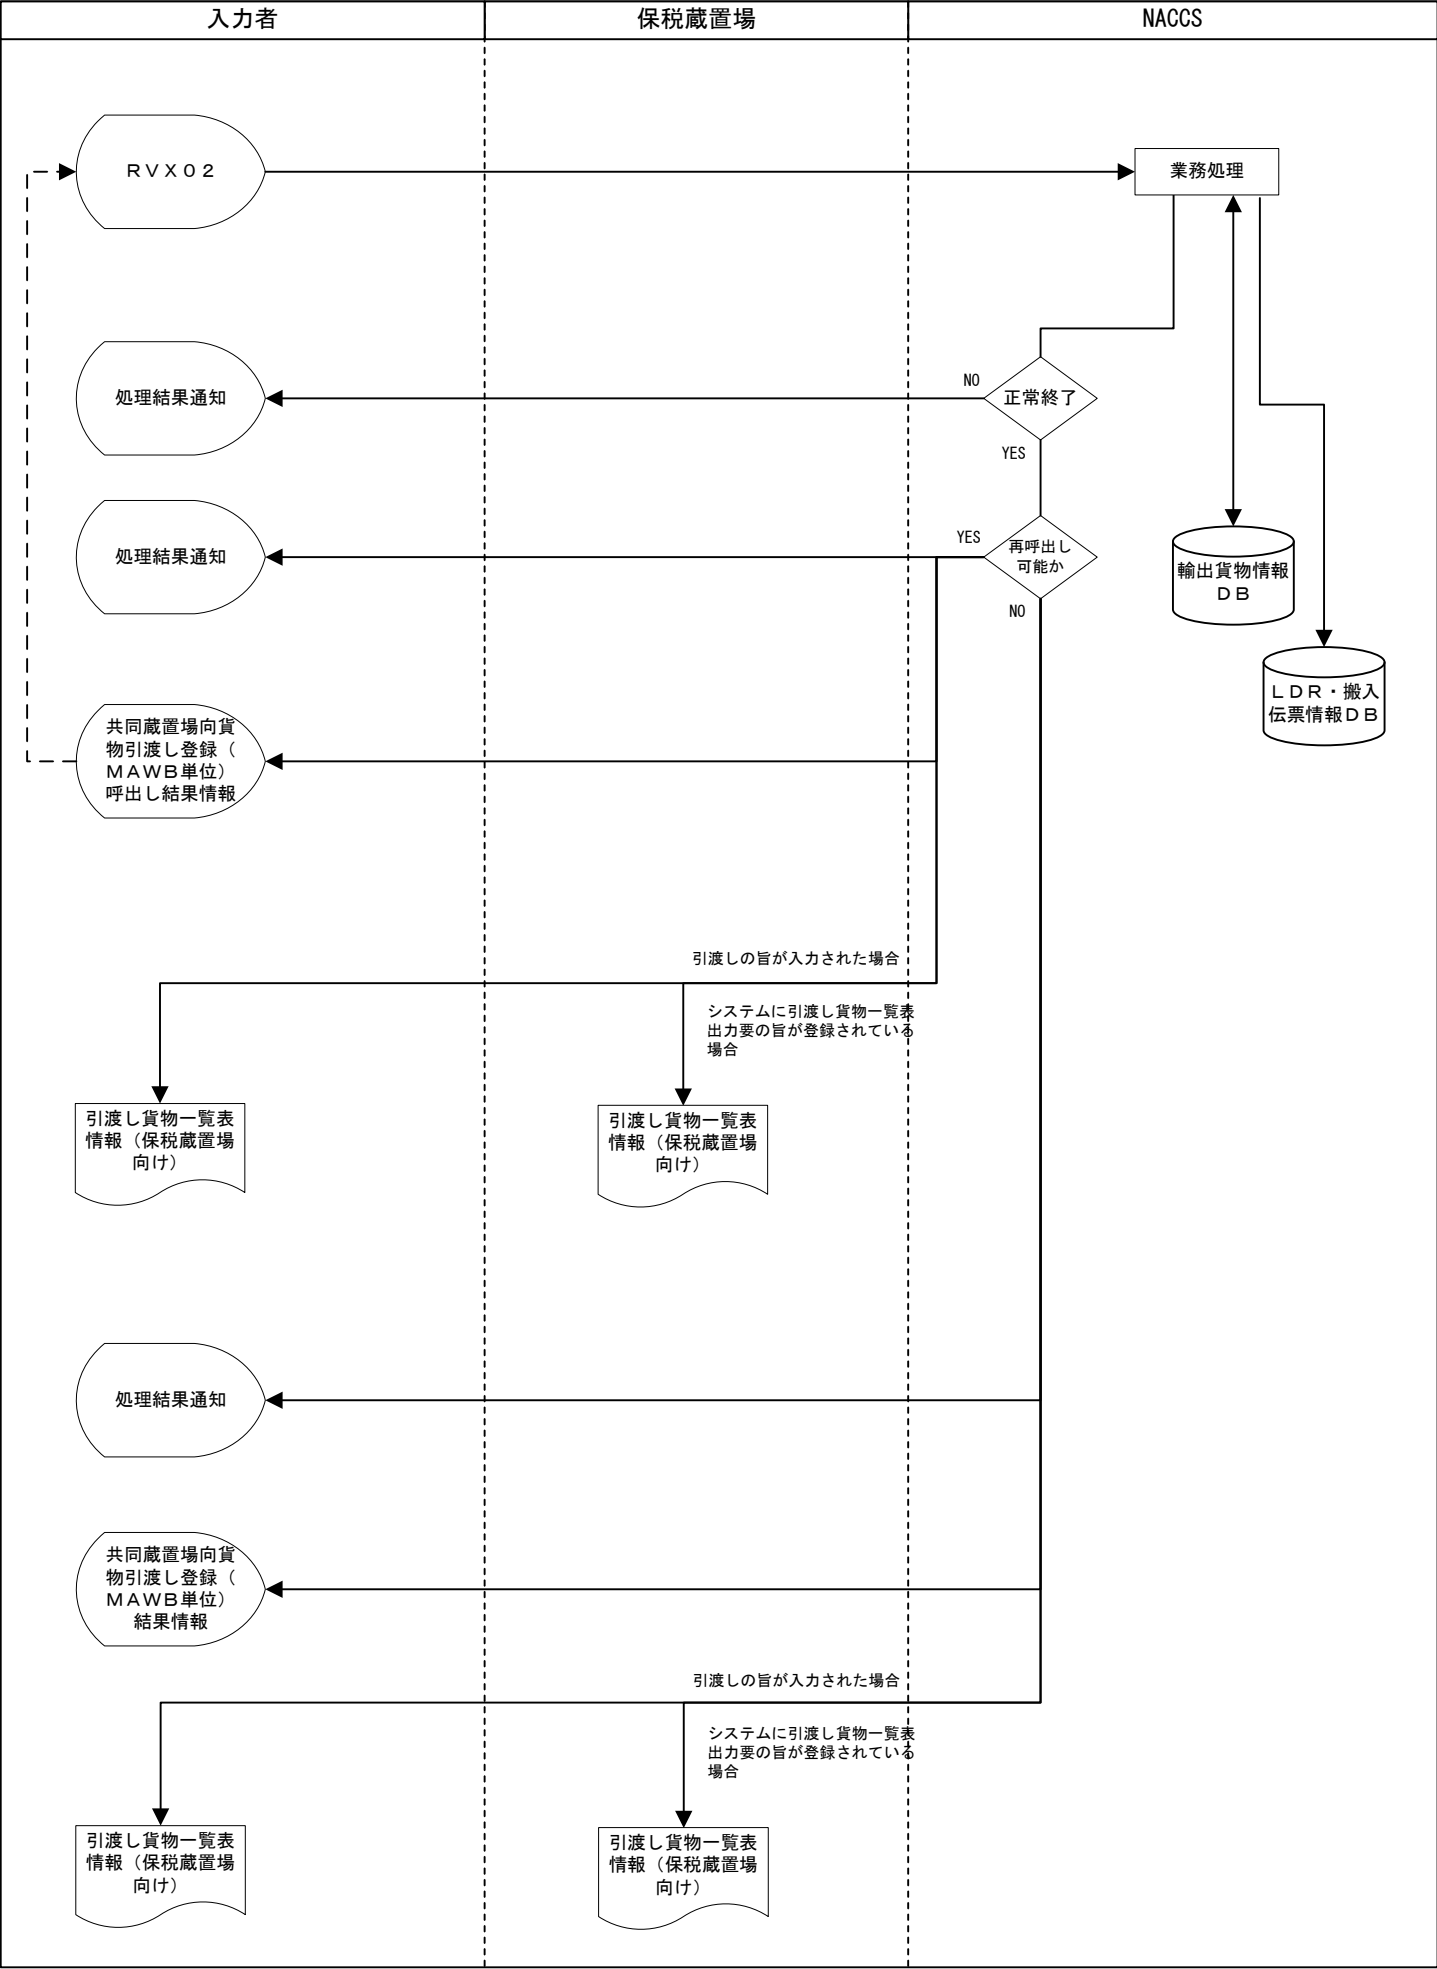 入力者
保税蔵置場
NACCS
ＲＶＸ０２
業務処理
処理結果通知
NO
正常終了
YES
処理結果通知
YES
再呼出し
可能か
NO
輸出貨物情報
ＤＢ
ＬＤＲ・搬入
伝票情報ＤＢ
共同蔵置場向貨
物引渡し登録（
ＭＡＷＢ単位）
呼出し結果情報
引渡しの旨が入力された場合
システムに引渡し貨物一覧表
出力要の旨が登録されている
場合
引渡し貨物一覧表
情報（保税蔵置場
向け）
引渡し貨物一覧表
情報（保税蔵置場
向け）
処理結果通知
共同蔵置場向貨
物引渡し登録（
ＭＡＷＢ単位）
結果情報
引渡しの旨が入力された場合
システムに引渡し貨物一覧表
出力要の旨が登録されている
場合
引渡し貨物一覧表
情報（保税蔵置場
向け）
引渡し貨物一覧表
情報（保税蔵置場
向け）